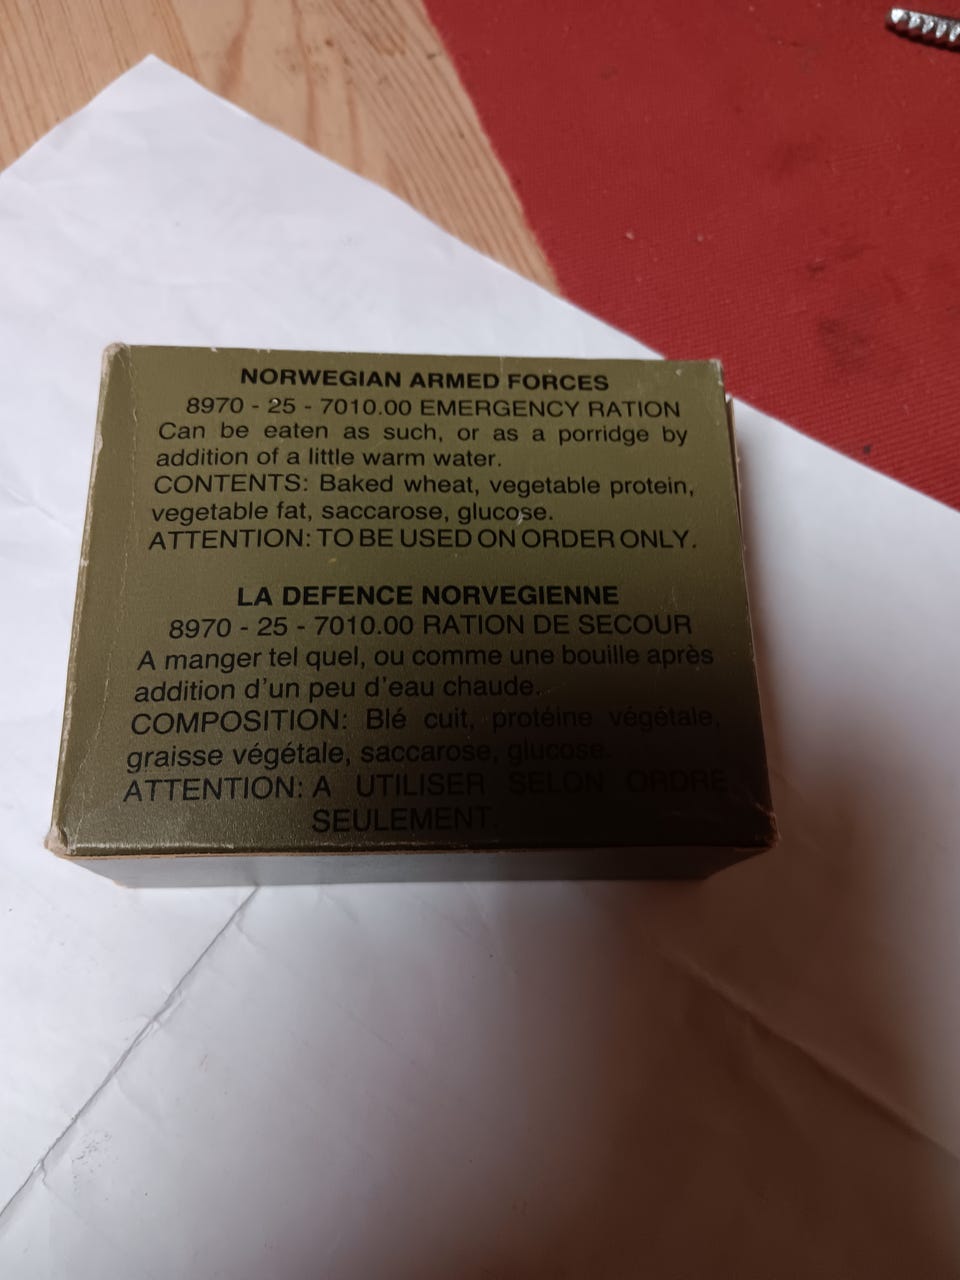 NORWEGIAN ARMED FORCES
8970 - 25 - 7010.00 EMERGENCY RATION
Can be eaten as such, or as a porridge by
addition of a little warm water.
CONTENTS: Baked wheat, vegetable protein,
vegetable fat, saccarose, glucose.
ATTENTION: TO BE USED ON ORDER ONLY.
LA DEFENCE NORVEGIENNE
8970 - 25 - 7010.00 RATION DE SECOUR
A manger tel quel, ou comme une bouille après
addition d'un peu d'eau chaude.
COMPOSITION: Blé cuit, protéine végétale,
graisse végétale, saccarose, glucose.
ATTENTION: A UTILISER SELON ORDRE
SEULEMENT.